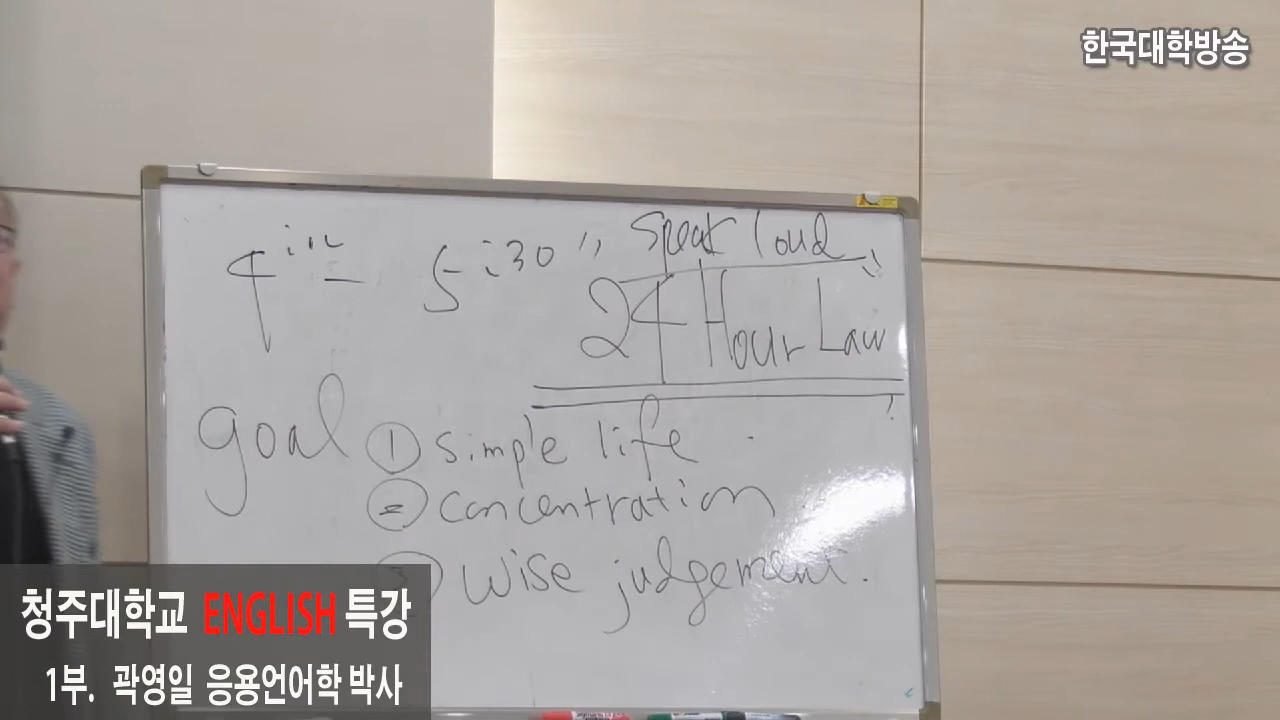 한국대학방송
speak loud
5:30"
24 Hour Law
goal ① simple life
② concentration
③ wise judgement.
청주대학교 ENGLISH 특강
1부. 곽영일 응용언어학 박사